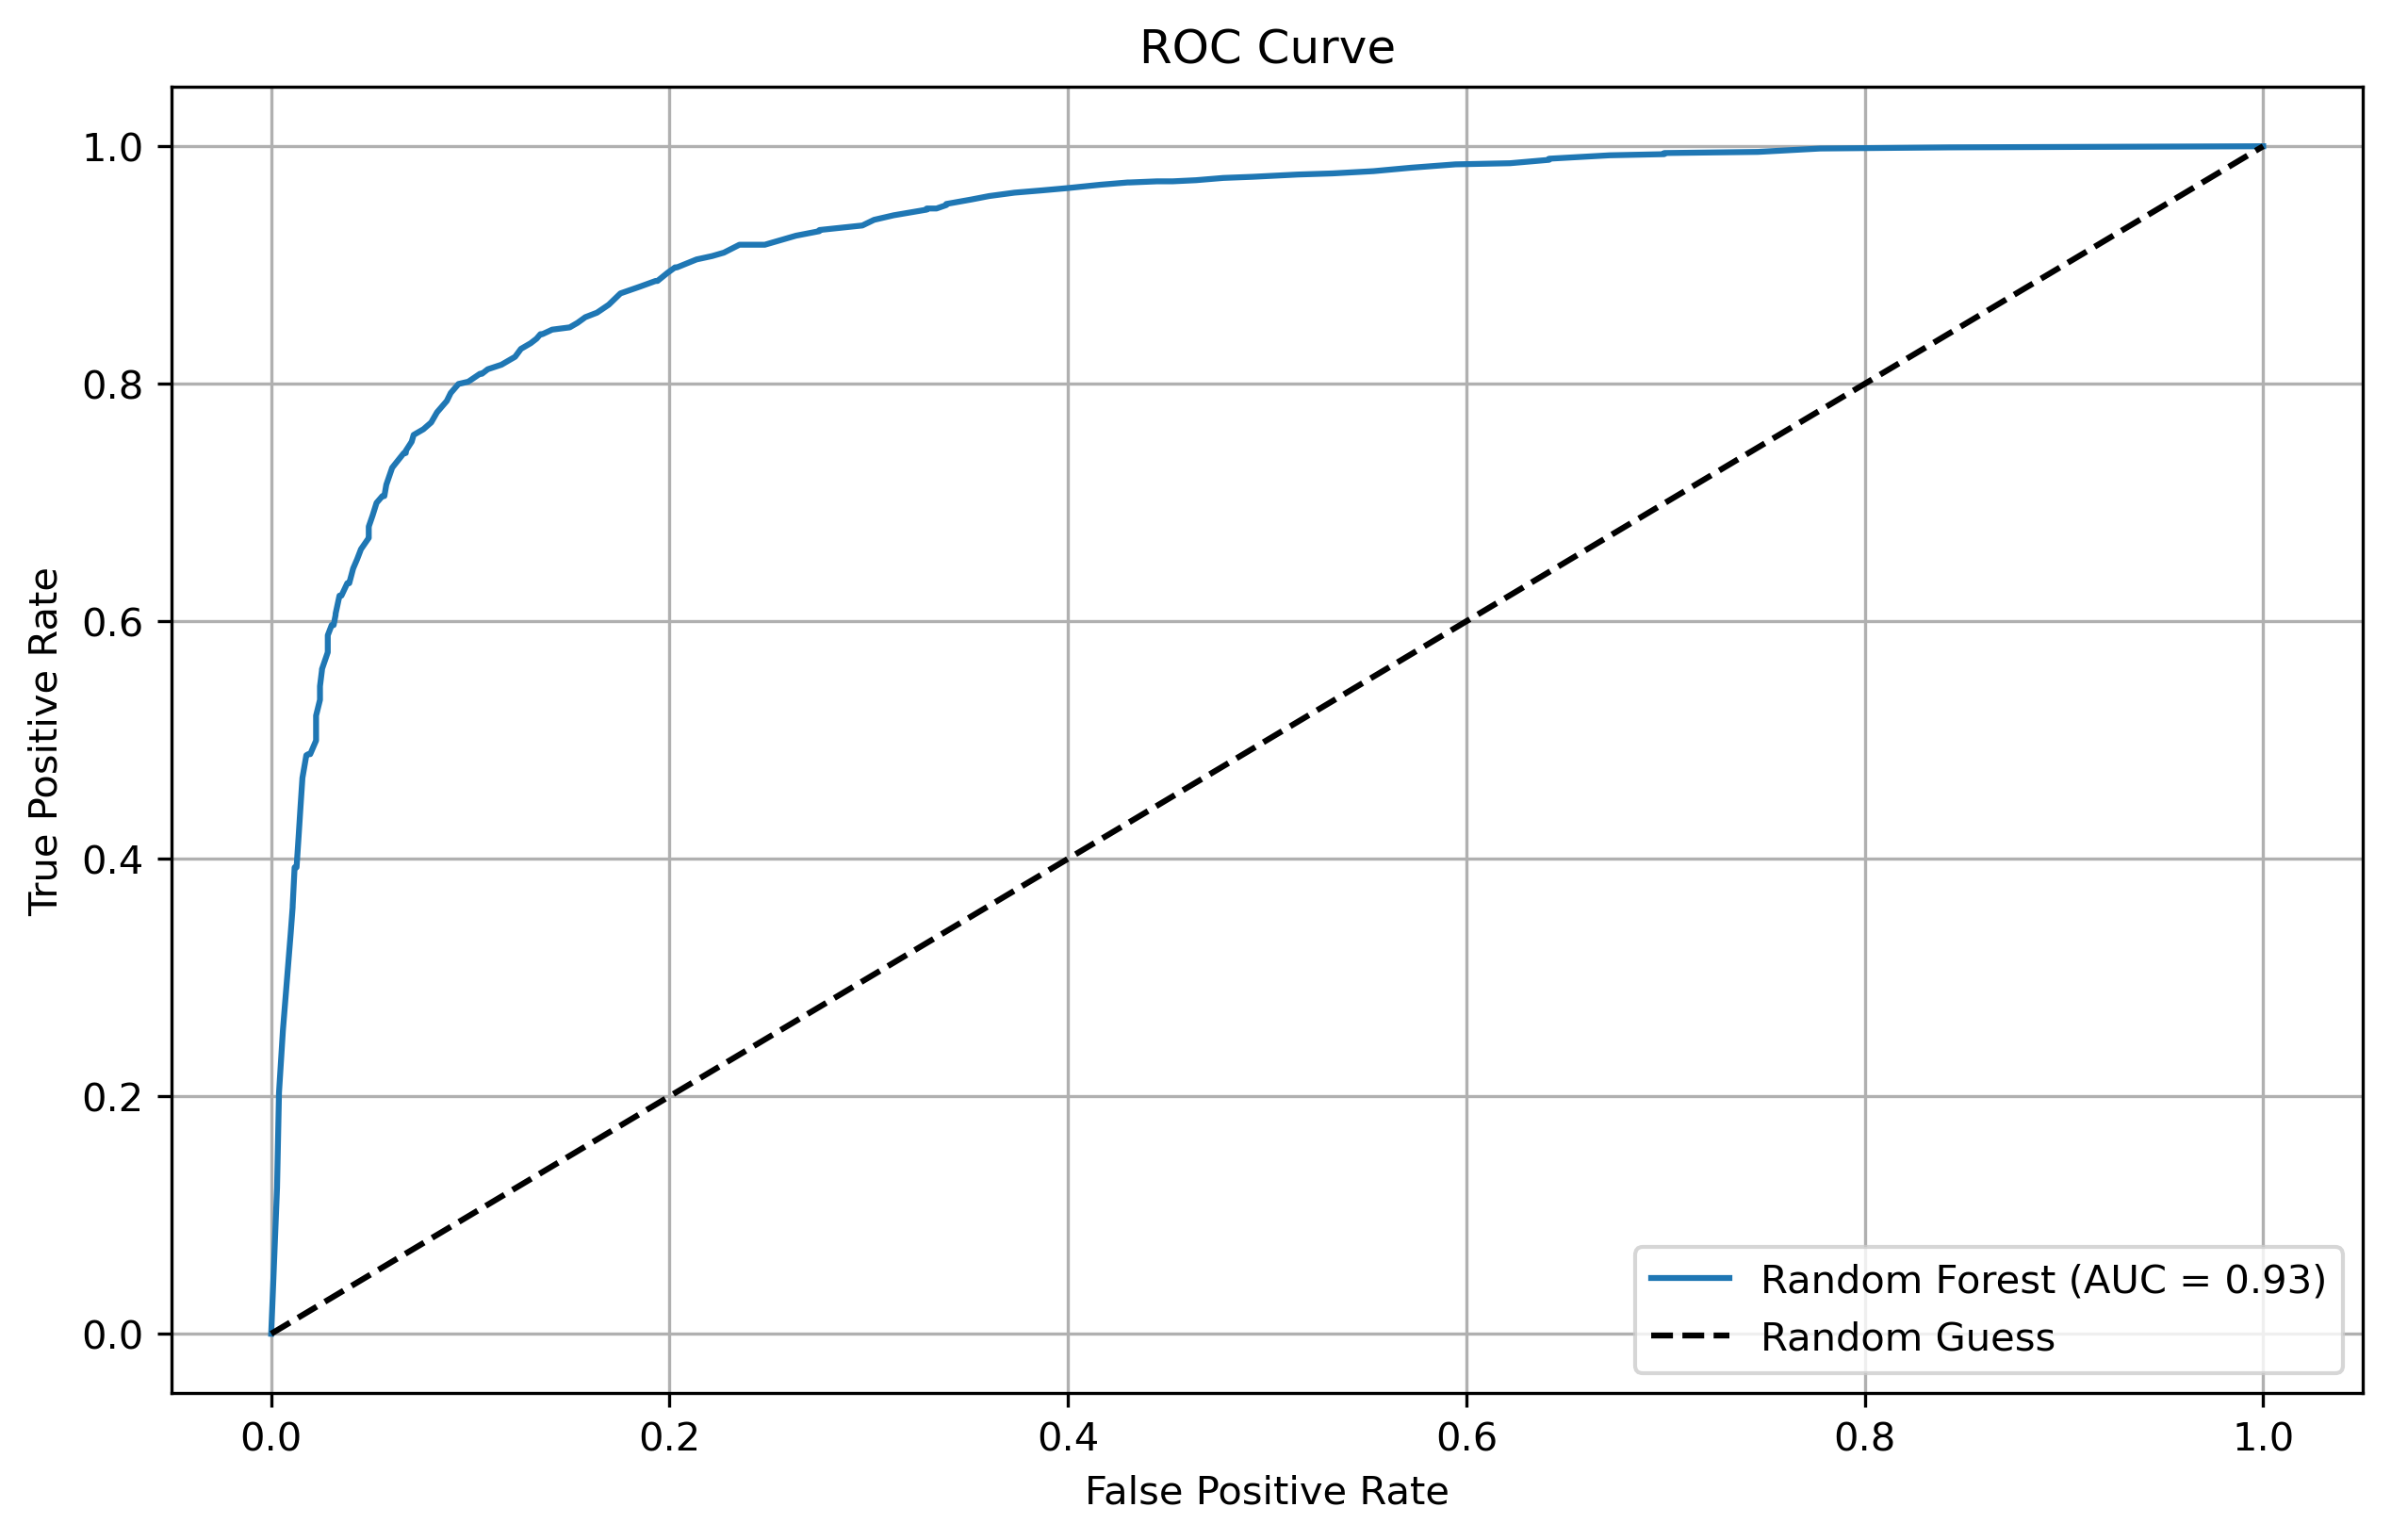 ROC Curve
1.0
0.8
0.6
0.4
0.2
0.0
True Positive Rate
0.0 0.2 0.4 0.6 0.8 1.0
False Positive Rate
Random Forest (AUC = 0.93)
Random Guess